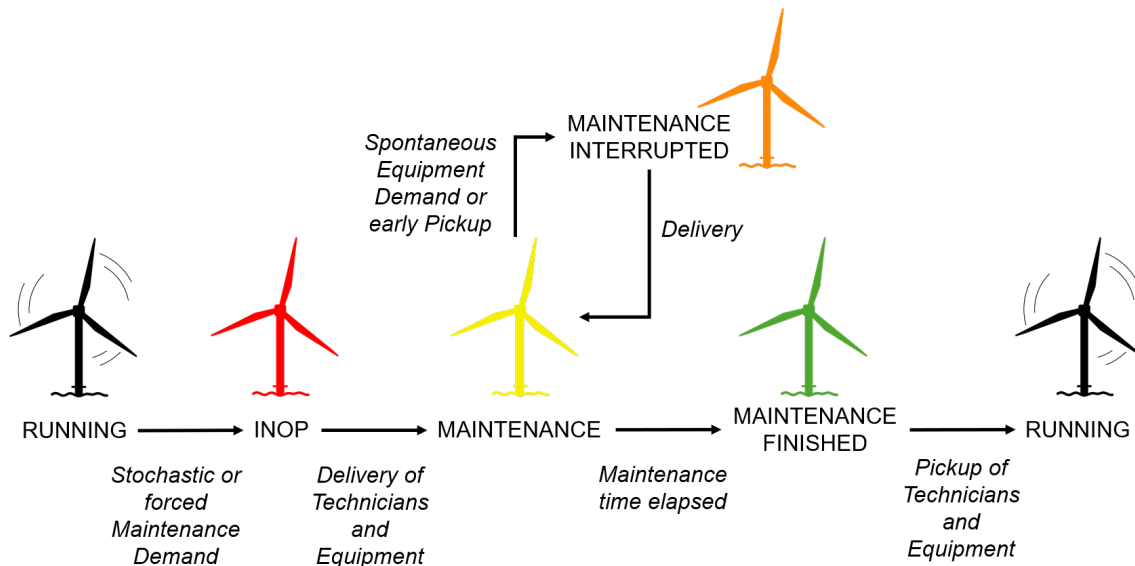 MAINTENANCE
INTERRUPTED
Spontaneous
Equipment
Demand or
early Pickup
Delivery
RUNNING
INOP
MAINTENANCE
MAINTENANCE
FINISHED
RUNNING
Stochastic or
forced
Maintenance
Demand
Delivery of
Technicians
and
Equipment
Maintenance
time elapsed
Pickup of
Technicians
and
Equipment